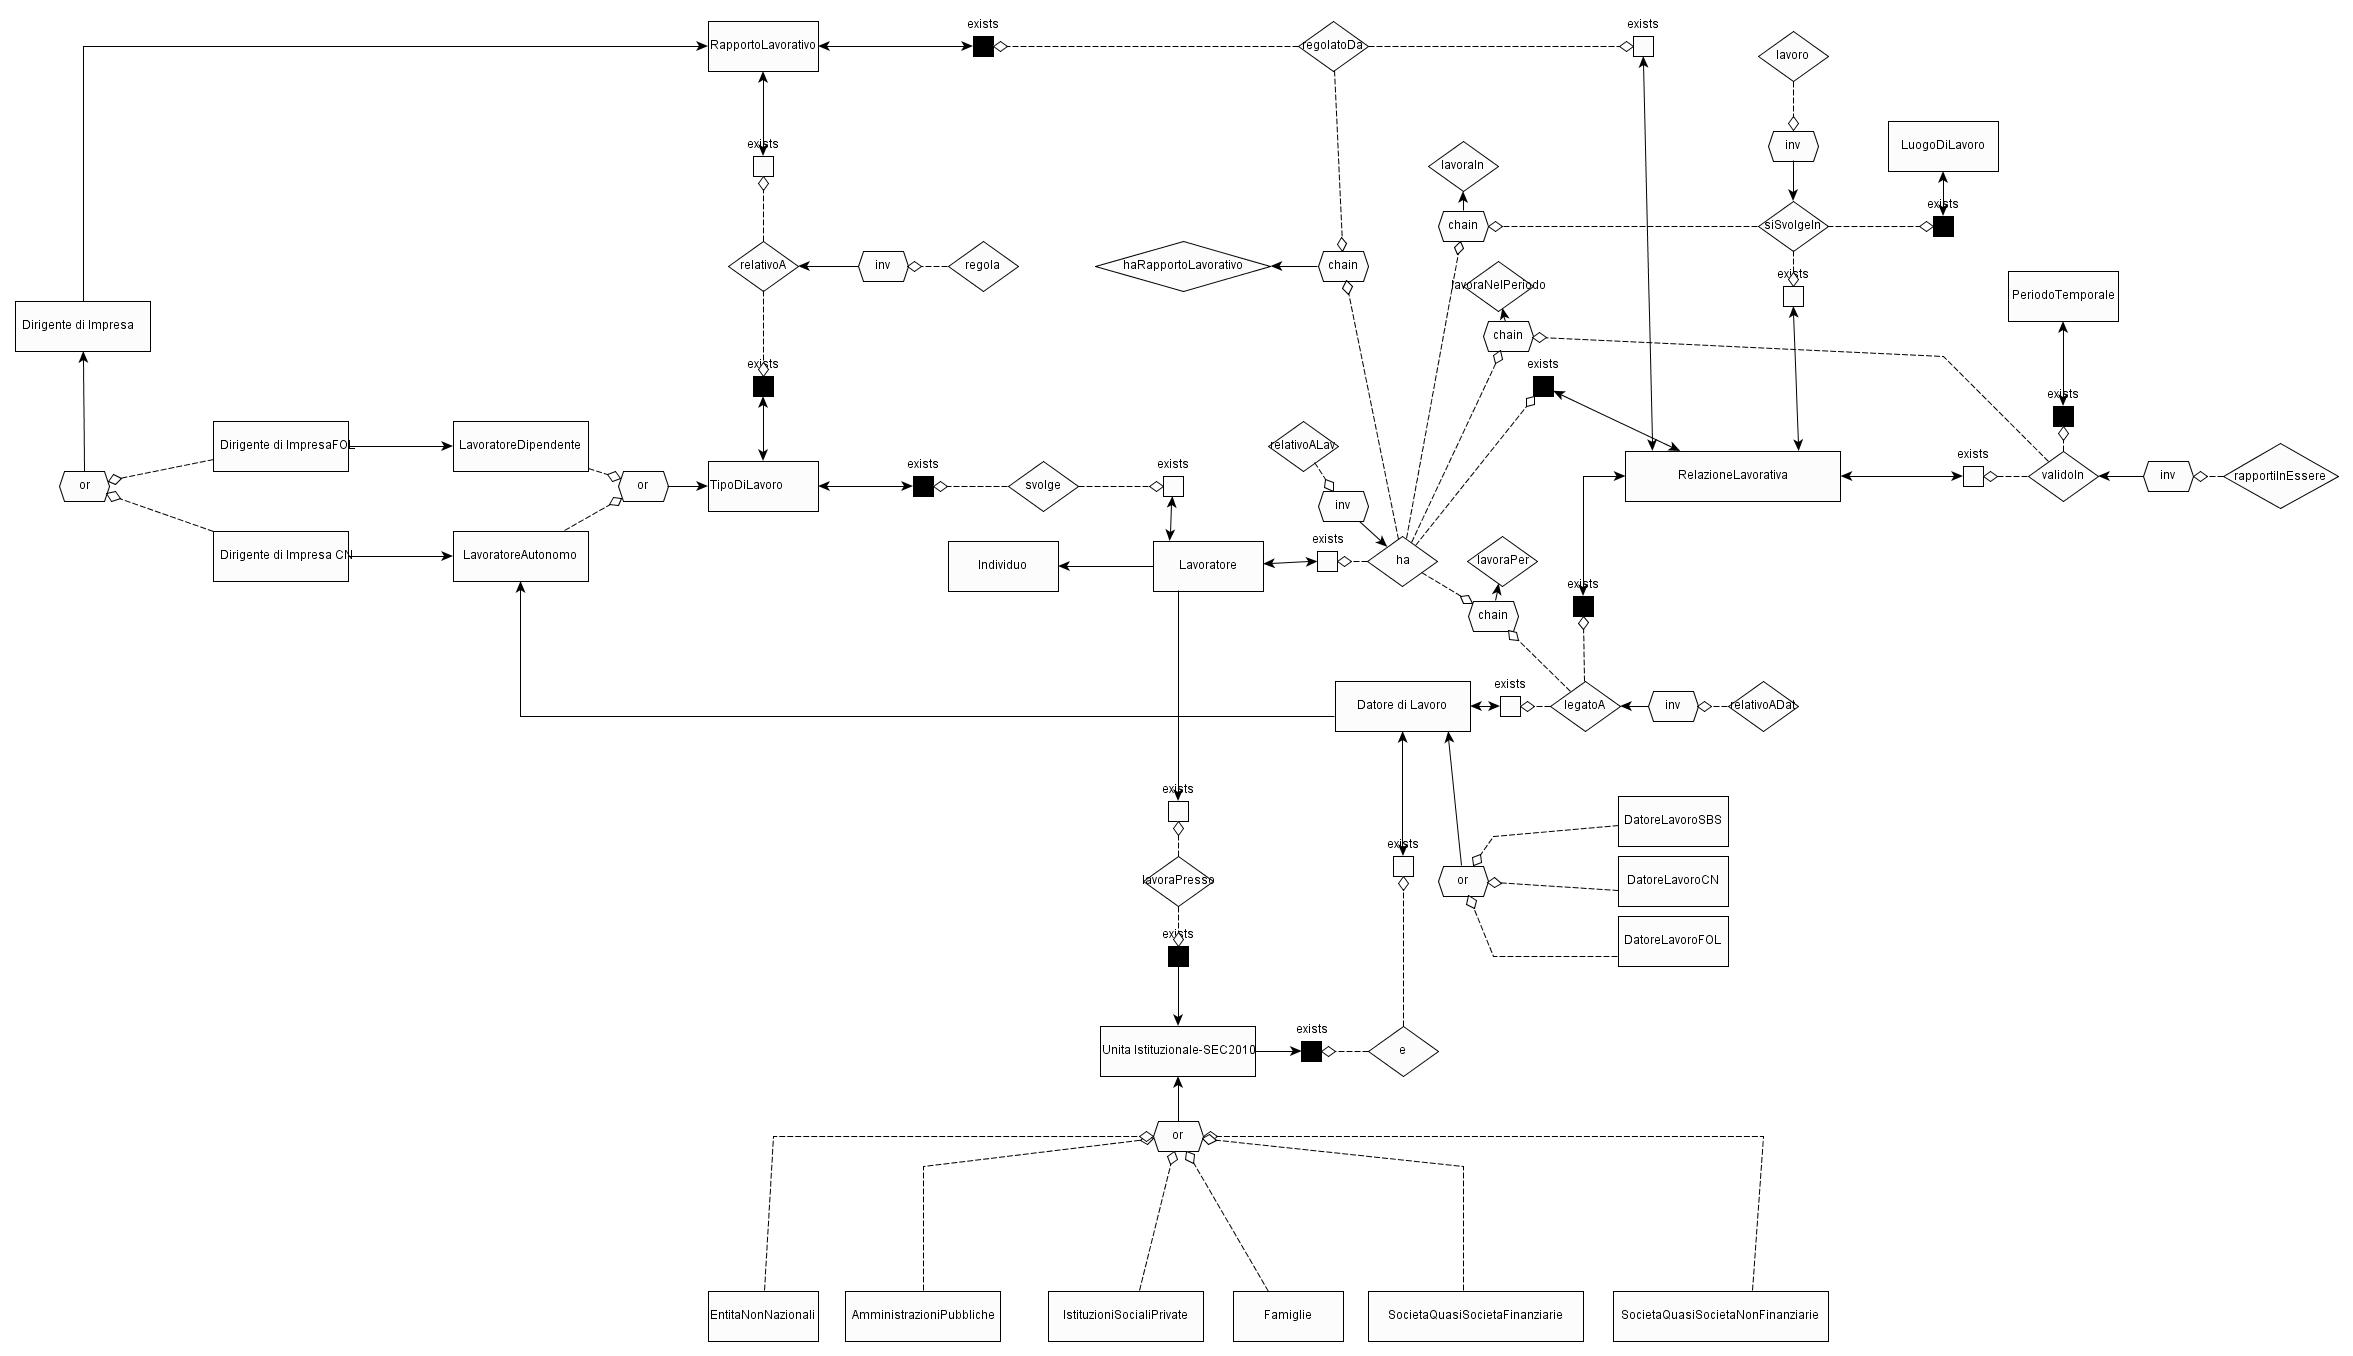 exists
exists
RapportoLavorativo
regolatoDa
lavoro
exists
inv
LuogoDiLavoro
lavoraIn
exists
chain
siSvolgeIn
relativoA
inv
regola
haRapportoLavorativo
chain
exists
lavoraNelPeriodo
PeriodoTemporale
Dirigente di Impresa
chain
exists
exists
exists
Dirigente di ImpresaFOL
LavoratoreDipendente
relativoALav
exists
exists
exists
RelazioneLavorativa
validoIn
inv
rapportiInEssere
or
or
TipoDiLavoro
svolge
inv
exists
Dirigente di Impresa CN
LavoratoreAutonomo
Individuo
Lavoratore
ha
lavoraPer
exists
chain
exists
Datore di Lavoro
legatoA
inv
relativoADat
exists
DatoreLavoroSBS
exists
lavoraPresso
or
DatoreLavoroCN
exists
DatoreLavoroFOL
exists
Unita Istituzionale-SEC2010
e
or
EntitaNonNazionali
AmministrazioniPubbliche
IstituzioniSocialiPrivate
Famiglie
SocietaQuasiSocietaFinanziarie
SocietaQuasiSocietaNonFinanziarie